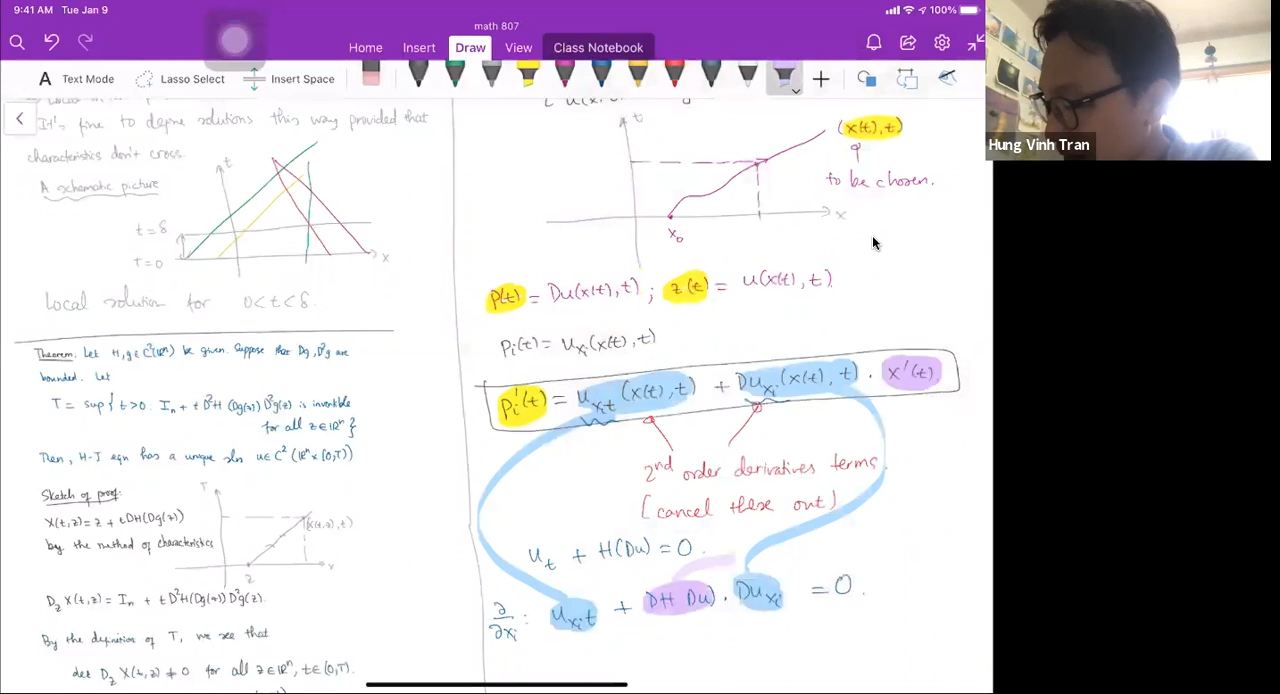 9:41 AM Tue Jan 9
100%
math 807
Home Insert Draw View Class Notebook
Text Mode Lasso Select Insert Space
Hung Vinh Tran
It's fine to define solutions this way provided that
characteristics don't cross.
A schematic picture
t
t = δ
T = 0
x
Local solution for 0 < t < δ.
Theorem. Let H, g ∈ C²(ℝⁿ) be given. Suppose that Dg, D²g are
bounded. Let
T = sup { t > 0 : Iₙ + t D²H (Dg(z)) D²g(z) is invertible
for all z ∈ ℝⁿ }
Then, H-J eqn has a unique soln u ∈ C² (ℝⁿ × [0,T))
Sketch of proof:
X(t,z) = z + t DH(Dg(z))
by the method of characteristics
T
(X(t,z), t)
z
x
D_z X(t,z) = Iₙ + t D²H(Dg(z)) D²g(z).
By the definition of T, we see that
det D_z X(t,z) ≠ 0 for all z ∈ ℝⁿ, t ∈ (0,T).
t
(x(t), t)
to be chosen.
x₀
x
p(t) = Du(x(t), t) ; z(t) = u(x(t), t).
pᵢ(t) = u_{xᵢ}(x(t), t)
pᵢ'(t) = u_{xᵢt} (x(t), t) + Du_{xᵢ} (x(t), t) · x'(t)
2nd order derivatives terms
(cancel these out)
u_t + H(Du) = 0.
∂/∂xᵢ : u_{xᵢt} + DH Du) · Du_{xᵢ} = 0.